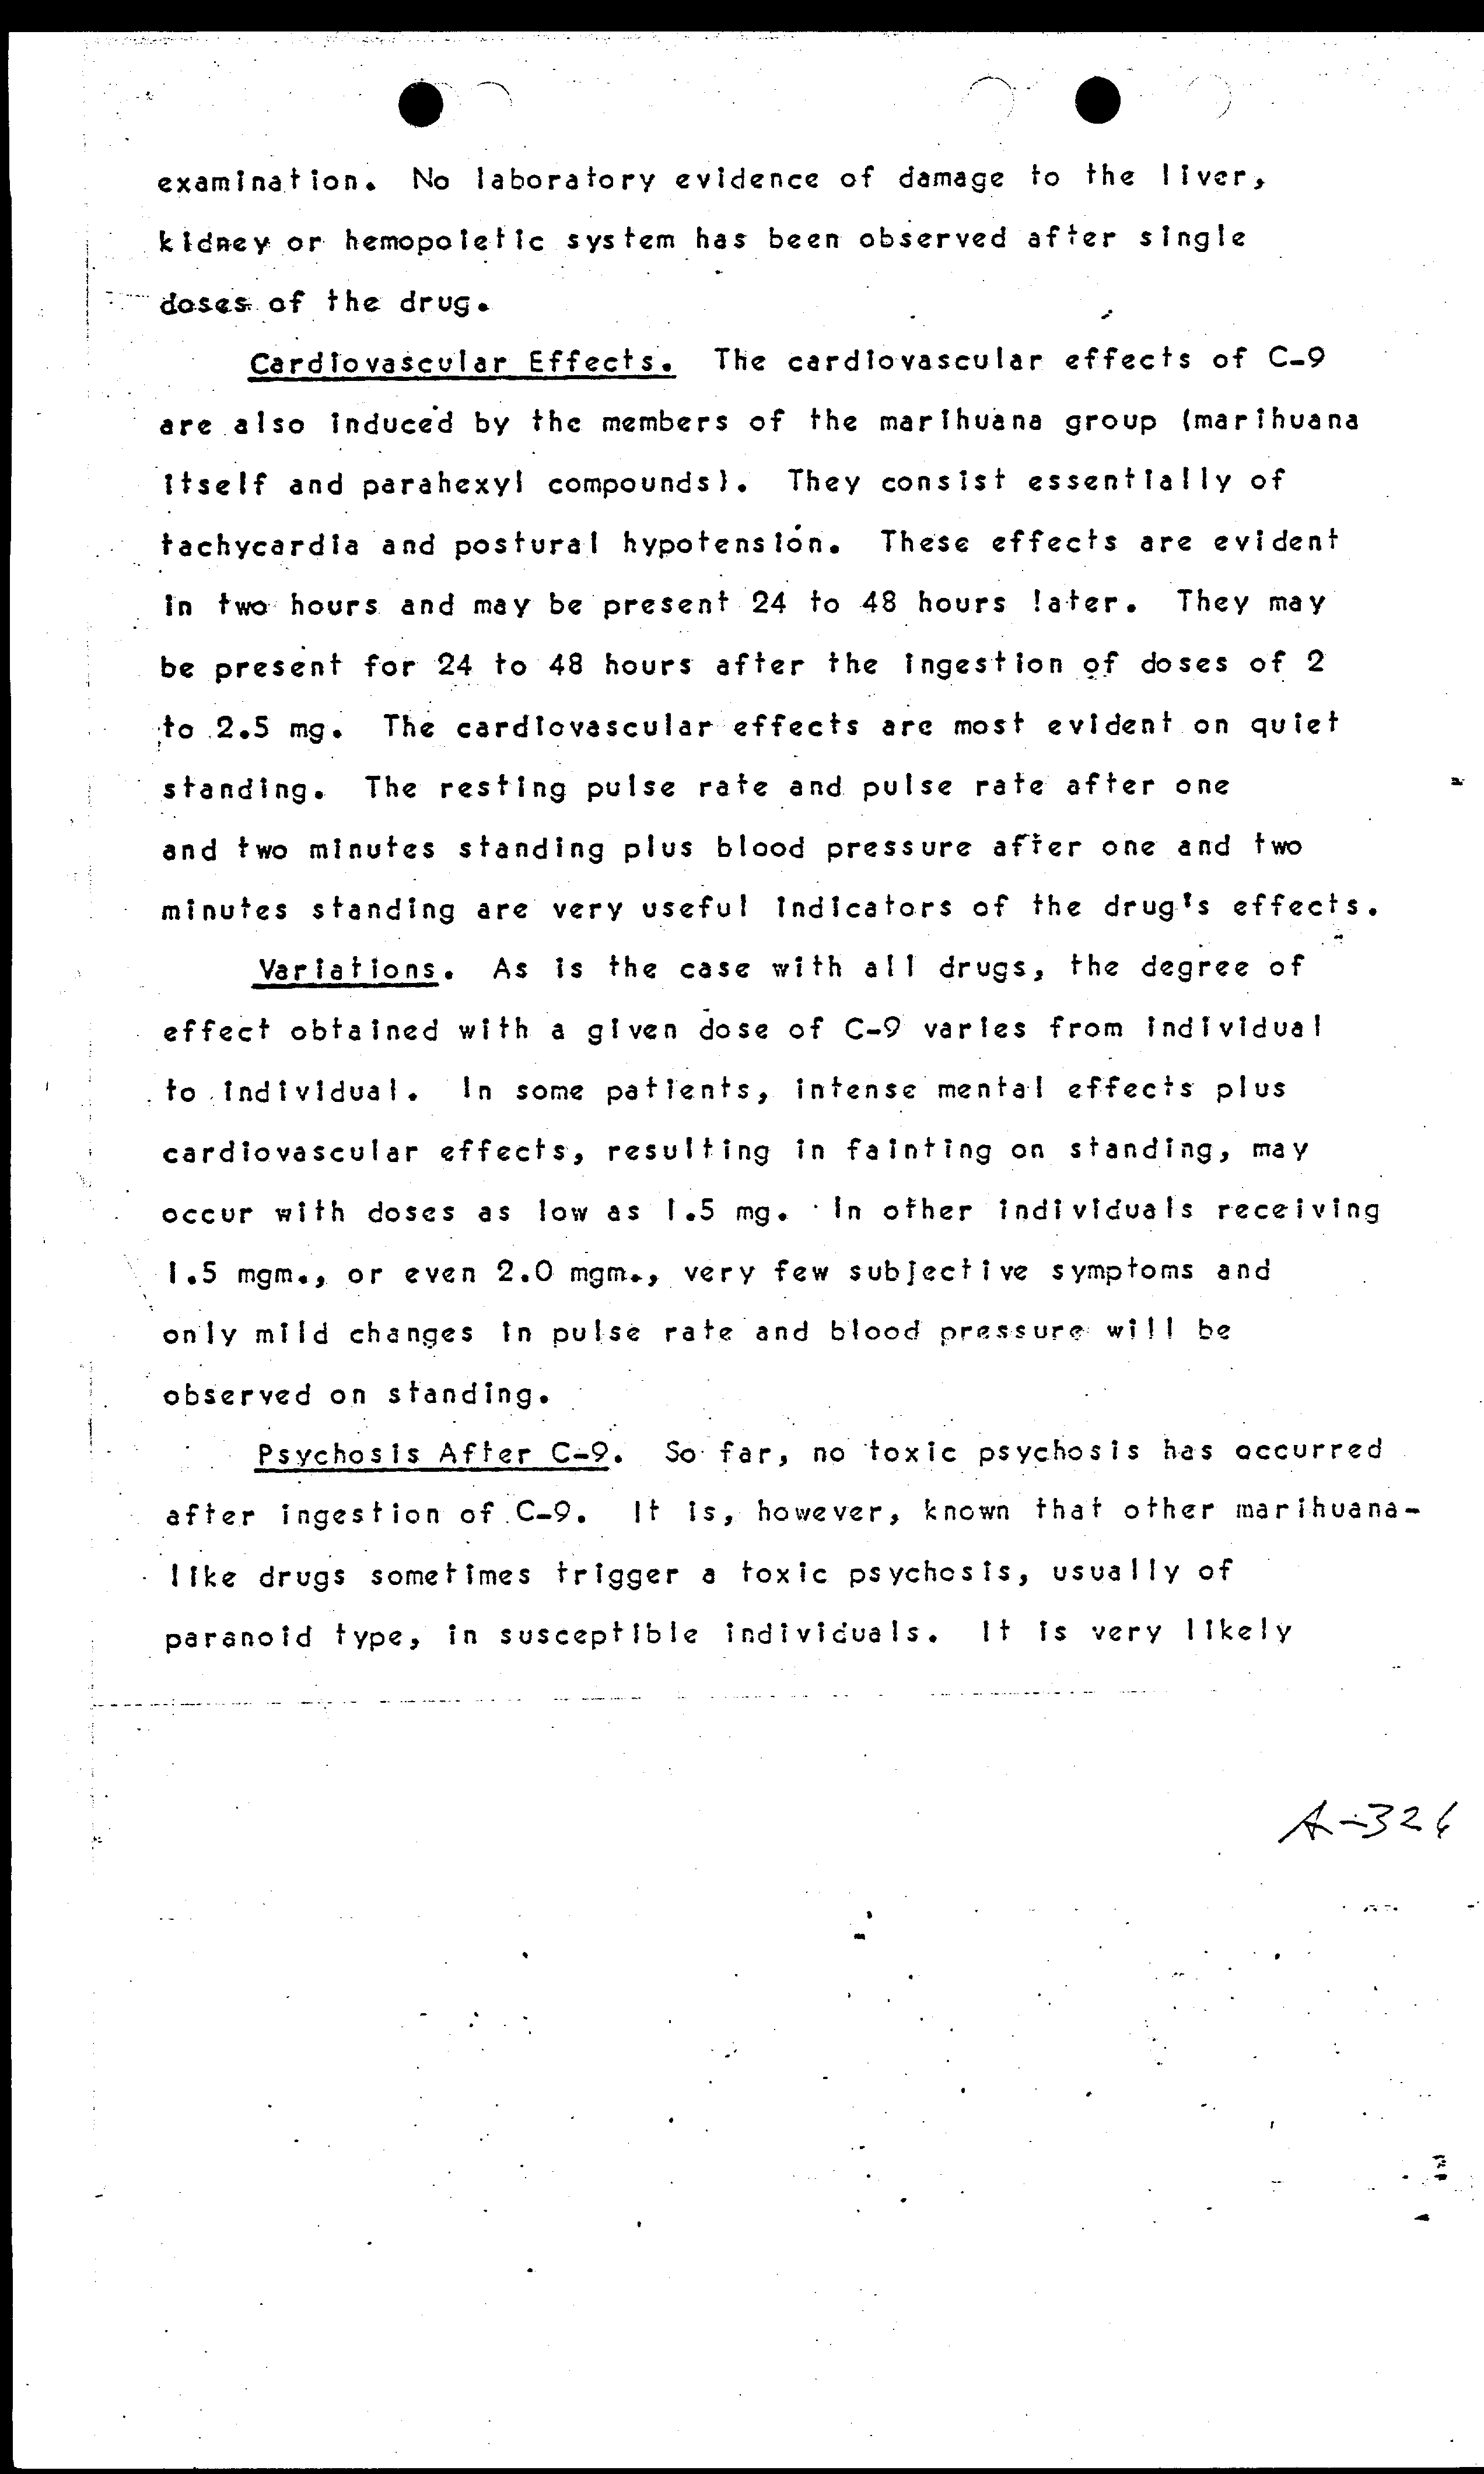 examination. No laboratory evidence of damage to the liver,
kidney or hemopoietic system has been observed after single
doses of the drug.
Cardiovascular Effects. The cardiovascular effects of C-9
are also induced by the members of the marihuana group (marihuana
itself and parahexyl compounds). They consist essentially of
tachycardia and postural hypotension. These effects are evident
in two hours and may be present 24 to 48 hours later. They may
be present for 24 to 48 hours after the ingestion of doses of 2
to 2.5 mg. The cardiovascular effects are most evident on quiet
standing. The resting pulse rate and pulse rate after one
and two minutes standing plus blood pressure after one and two
minutes standing are very useful indicators of the drug's effects.
Variations. As is the case with all drugs, the degree of
effect obtained with a given dose of C-9 varies from individual
to individual. In some patients, intense mental effects plus
cardiovascular effects, resulting in fainting on standing, may
occur with doses as low as 1.5 mg. In other individuals receiving
1.5 mgm., or even 2.0 mgm., very few subjective symptoms and
only mild changes in pulse rate and blood pressure will be
observed on standing.
Psychosis After C-9. So far, no toxic psychosis has occurred
after ingestion of C-9. It is, however, known that other marihuana-
like drugs sometimes trigger a toxic psychosis, usually of
paranoid type, in susceptible individuals. It is very likely
A-326